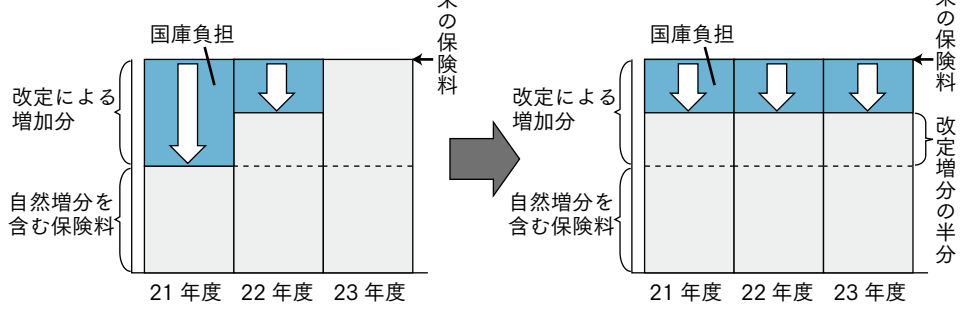 国庫負担
の保険料
改定による
増加分
自然増分を
含む保険料
21 年度
22 年度
23 年度
国庫負担
の保険料
改定による
増加分
改定増分の半分
自然増分を
含む保険料
21 年度
22 年度
23 年度